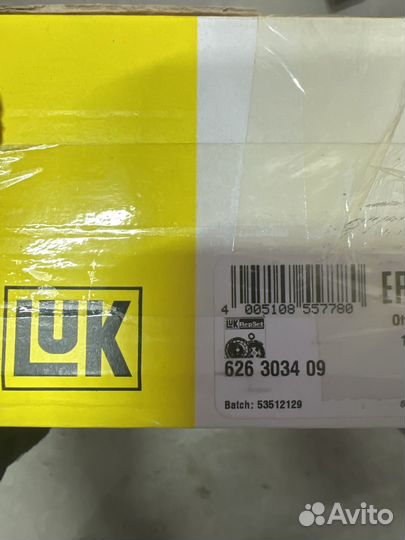 LUK
4 005108 557780
LUK RepSet
626 3034 09
Batch: 53512129
Avito